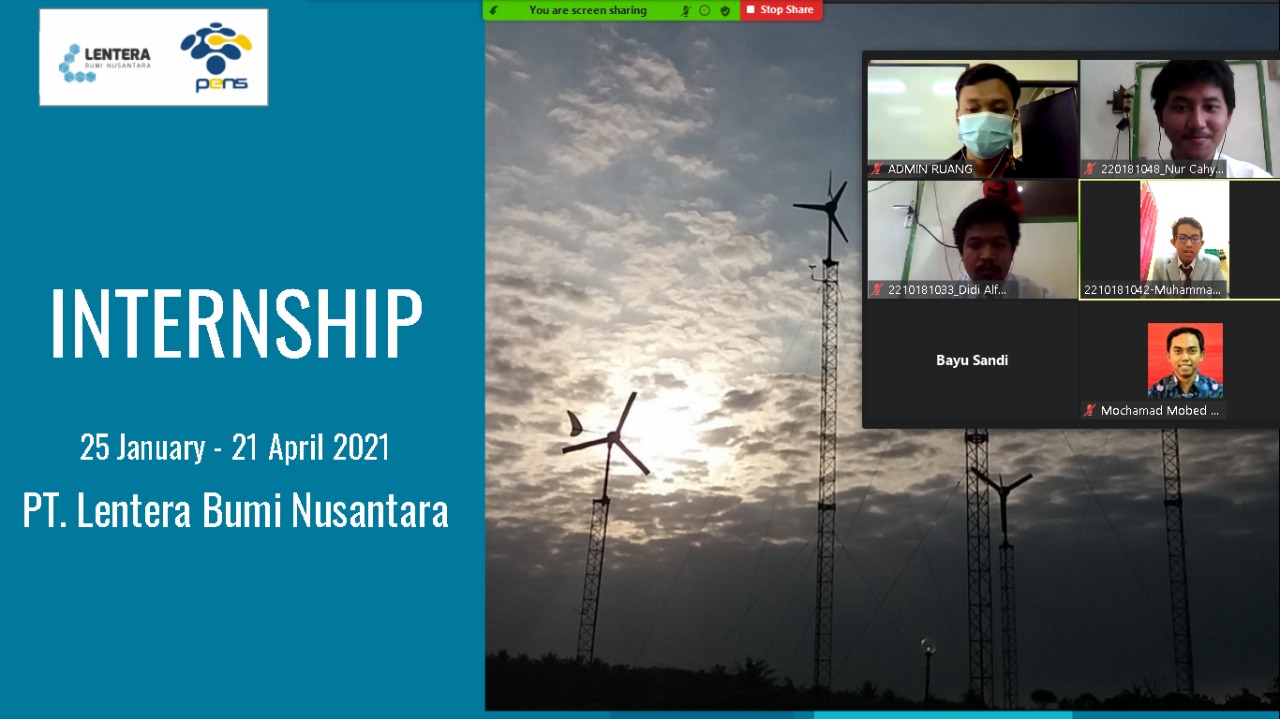 You are screen sharing
Stop Share
LENTERA
BUMI NUSANTARA
pens
INTERNSHIP
25 January - 21 April 2021
PT. Lentera Bumi Nusantara
ADMIN RUANG
220181048_Nur Cahy...
2210181033_Didi Alf...
2210181042-Muhamma...
Bayu Sandi
Mochamad Mobed ...